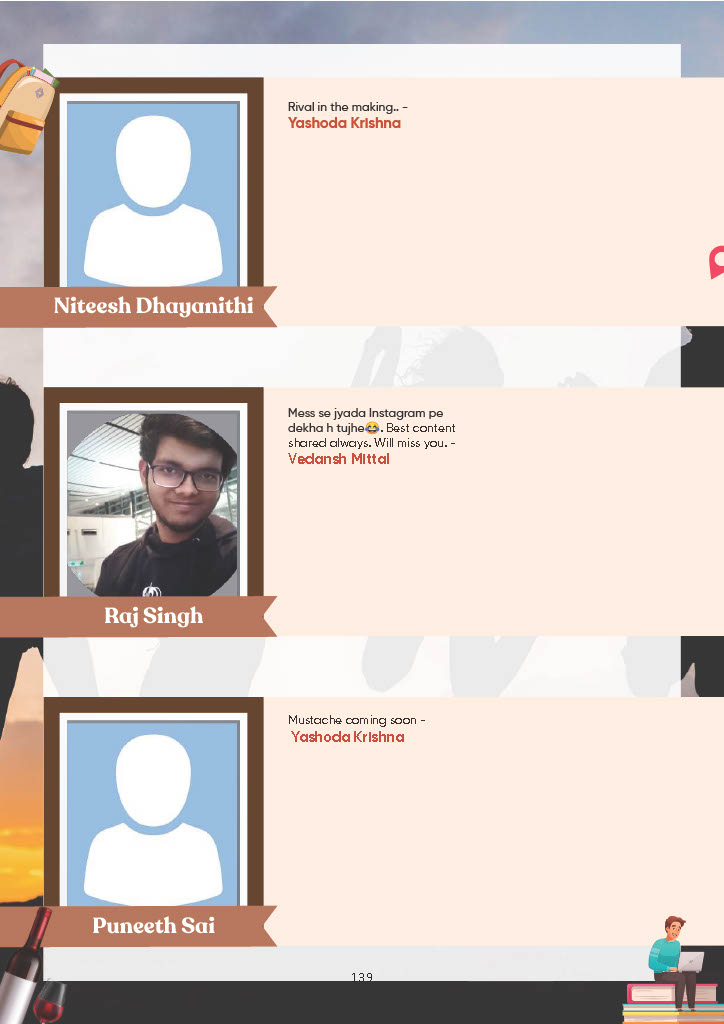 Rival in the making.. -
Yashoda Krishna
Niteesh Dhayanithi
Mess se jyada Instagram pe
dekha h tujhe😂. Best content
shared always. Will miss you. -
Vedansh Mittal
Raj Singh
Mustache coming soon -
Yashoda Krishna
Puneeth Sai
139